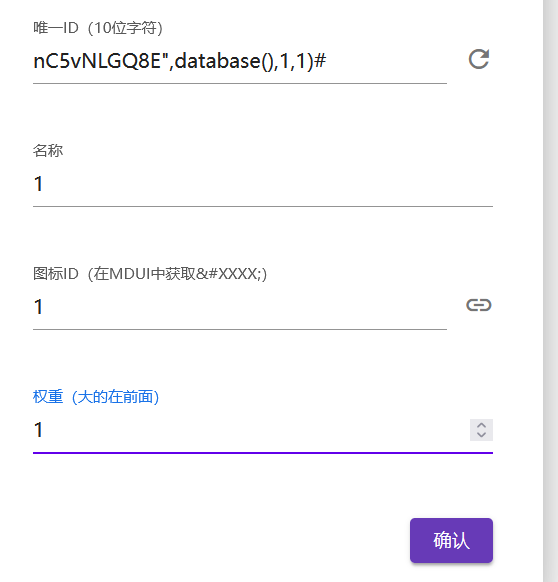 唯一ID（10位字符）
nC5vNLGQ8E",database(),1,1)#
名称
1
图标ID（在MDUI中获取&#XXXX;）
1
权重（大的在前面）
1
确认